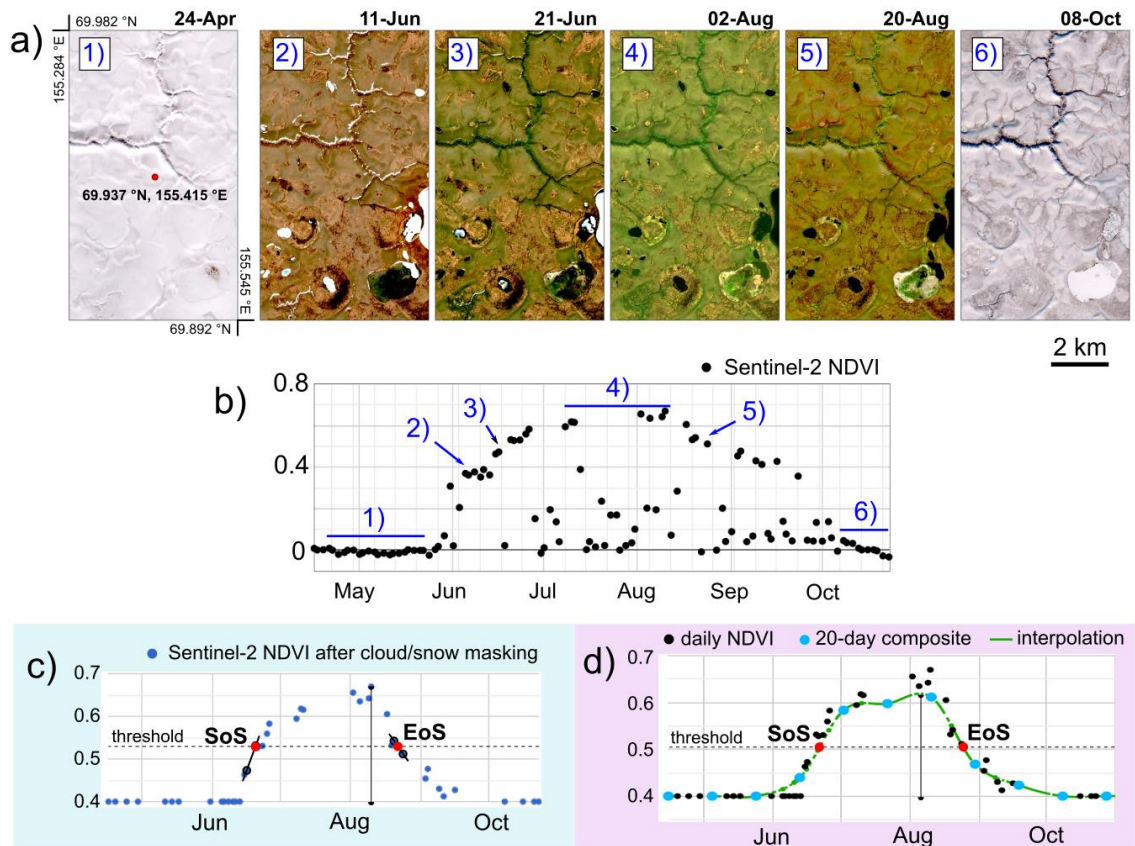 a)
69.982 °N
24-Apr
11-Jun
21-Jun
02-Aug
20-Aug
08-Oct
155.284 °E
1)
2)
3)
4)
5)
6)
69.937 °N, 155.415 °E
155.545 °E
69.892 °N
2 km
b)
Sentinel-2 NDVI
0.8
0.4
0
1)
2)
3)
4)
5)
6)
May
Jun
Jul
Aug
Sep
Oct
c)
Sentinel-2 NDVI after cloud/snow masking
0.7
0.6
0.5
0.4
threshold
SoS
EoS
Jun
Aug
Oct
d)
daily NDVI
20-day composite
interpolation
0.7
0.6
0.5
0.4
threshold
SoS
EoS
Jun
Aug
Oct